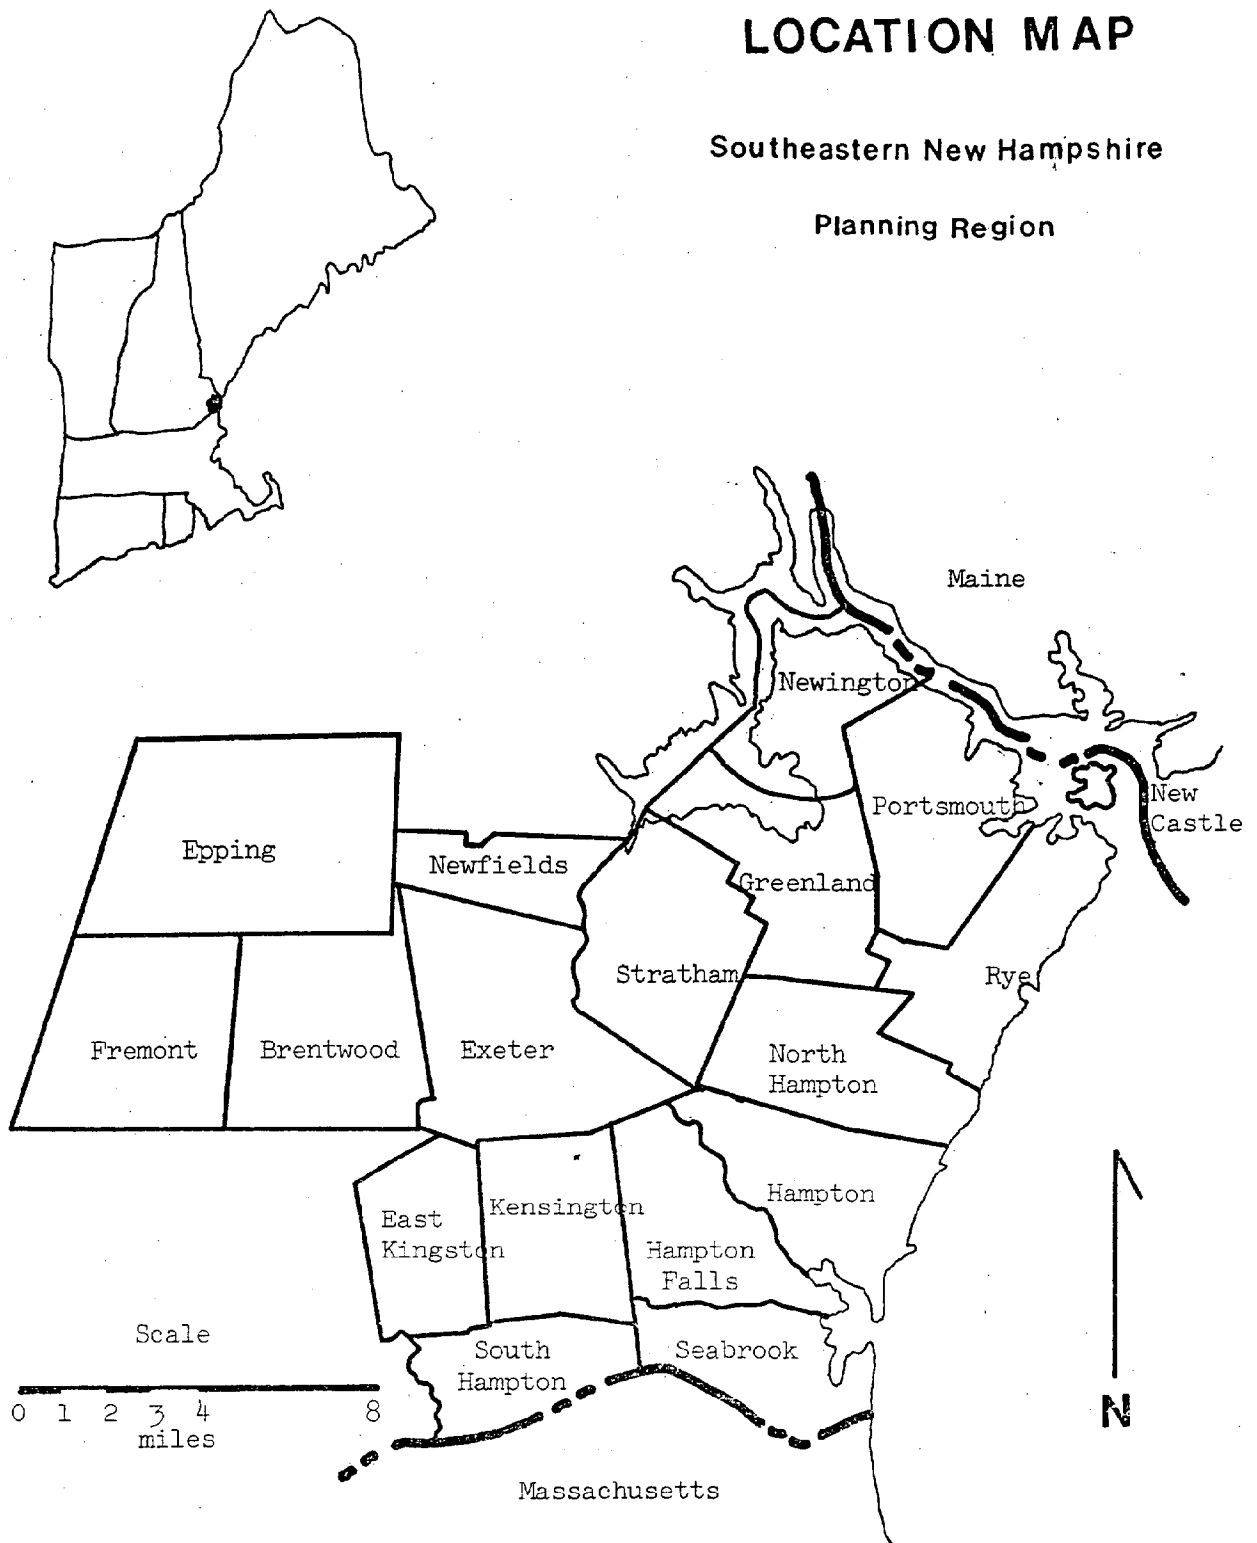 LOCATION MAP
Southeastern New Hampshire
Planning Region
Maine
Newington
New
Castle
Portsmouth
Epping
Newfields
Greenland
Stratham
Rye
Fremont
Brentwood
Exeter
North
Hampton
Hampton
Kensington
East
Kingston
Hampton
Falls
Scale
South
Hampton
Seabrook
0 1 2 3 4 8
miles
N
Massachusetts